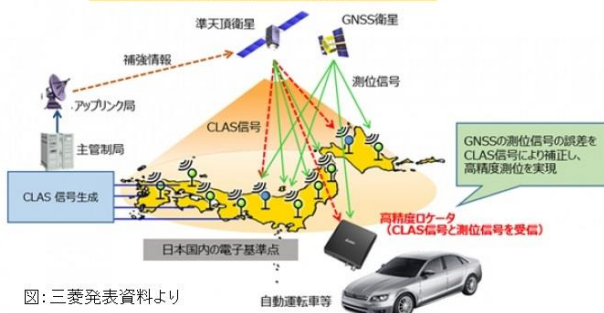 準天頂衛星
GNSS衛星
補強情報
測位信号
アップリンク局
CLAS信号
主管制局
GNSSの測位信号の誤差を
CLAS信号により補正し、
高精度測位を実現
CLAS 信号生成
高精度ロケータ
(CLAS信号と測位信号を受信)
日本国内の電子基準点
図:三菱発表資料より
自動運転車等